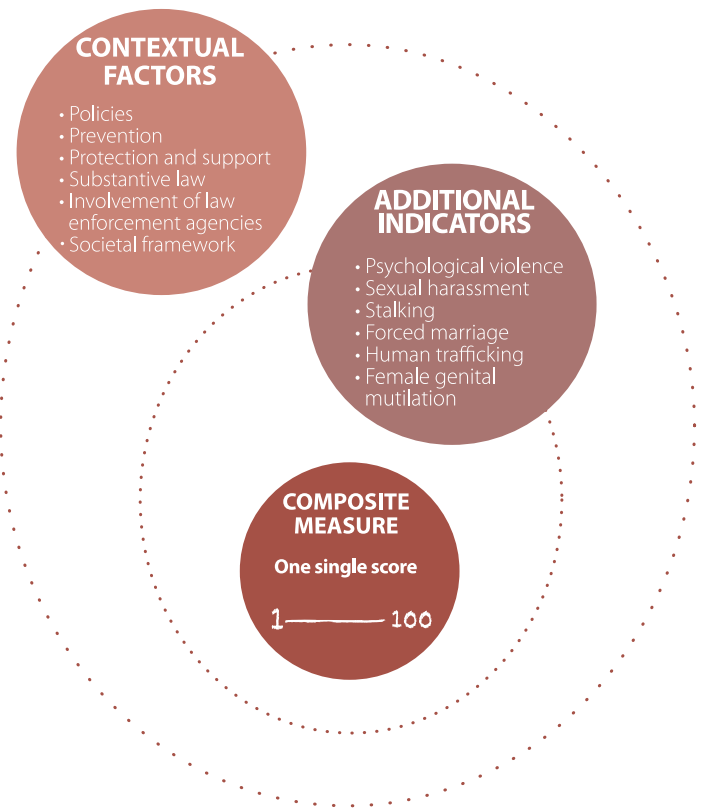 CONTEXTUAL
FACTORS
• Policies
• Prevention
• Protection and support
• Substantive law
• Involvement of law
enforcement agencies
• Societal framework
ADDITIONAL
INDICATORS
• Psychological violence
• Sexual harassment
• Stalking
• Forced marriage
• Human trafficking
• Female genital
mutilation
COMPOSITE
MEASURE
One single score
1 100